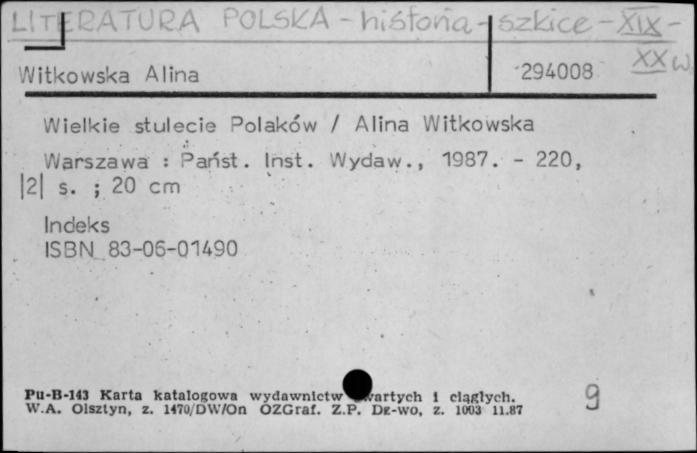 LITERATURA POLSKA - historia - szkice - XIX -
XX w.
Witkowska Alina 294008
Wielkie stulecie Polaków / Alina Witkowska
Warszawa : Państ. Inst. Wydaw., 1987. - 220,
|2| s. ; 20 cm
Indeks
ISBN 83-06-01490
Pu-B-143 Karta katalogowa wydawnictw wartych i ciągłych.
W.A. Olsztyn, z. 1470/DW/On OZGraf. Z.P. Dz-wo, z. 1003 11.87
9